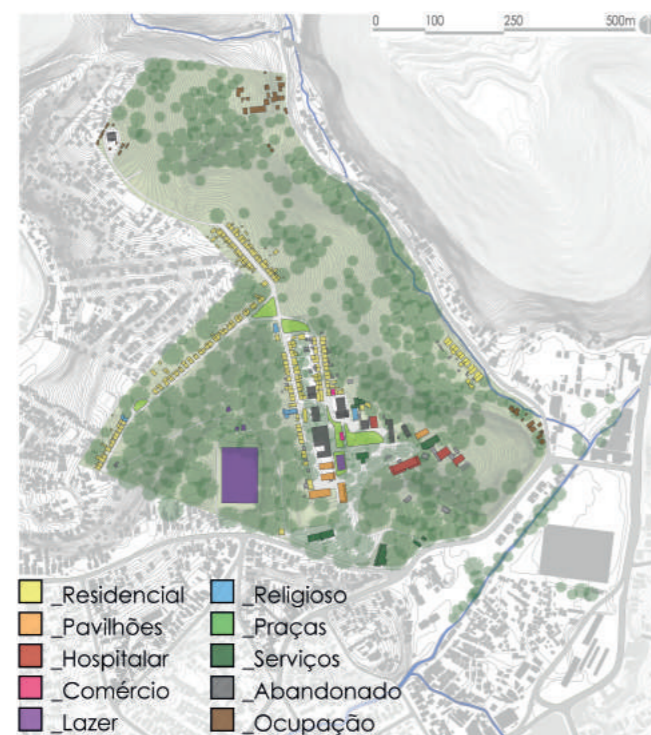 0 100 250 500m
_Residencial
_Pavilhões
_Hospitalar
_Comércio
_Lazer
_Religioso
_Praças
_Serviços
_Abandonado
_Ocupação